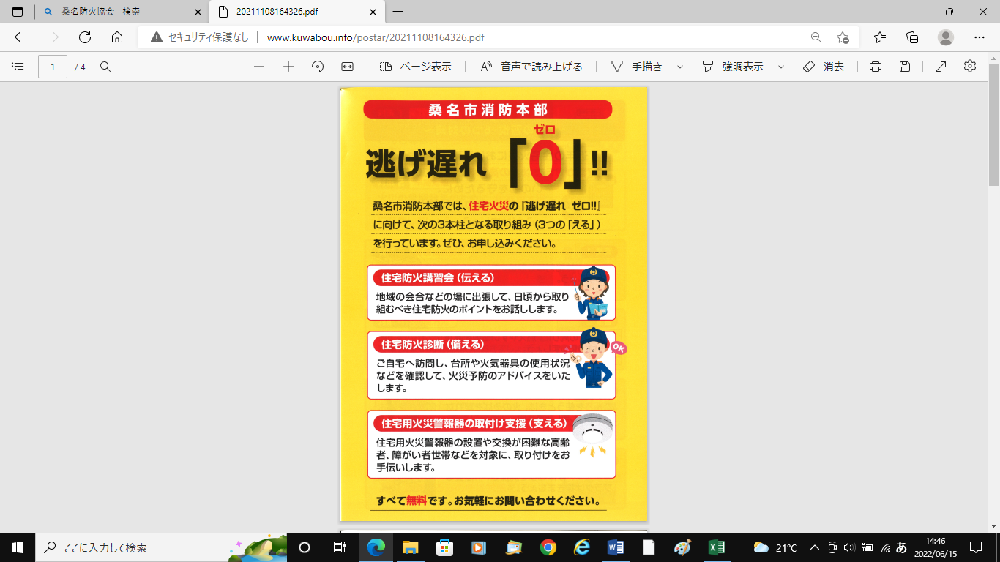 桑名防火協会 - 検索
20211108164326.pdf
セキュリティ保護なし
www.kuwabou.info/postar/20211108164326.pdf
1 / 4
ページ表示
音声で読み上げる
手描き
強調表示
消去
桑名市消防本部
ゼロ
逃げ遅れ「0」!!
桑名市消防本部では、住宅火災の『逃げ遅れ ゼロ!!』
に向けて、次の3本柱となる取り組み(3つの「える」)
を行っています。ぜひ、お申し込みください。
住宅防火講習会(伝える)
地域の会合などの場に出張して、日頃から取り
組むべき住宅防火のポイントをお話しします。
住宅防火診断(備える)
OK
ご自宅へ訪問し、台所や火気器具の使用状況
などを確認して、火災予防のアドバイスをいた
します。
住宅用火災警報器の取付け支援(支える)
住宅用火災警報器の設置や交換が困難な高齢
者、障がい者世帯などを対象に、取り付けをお
手伝いします。
すべて無料です。お気軽にお問い合わせください。
ここに入力して検索
21°C
あ
14:46
2022/06/15